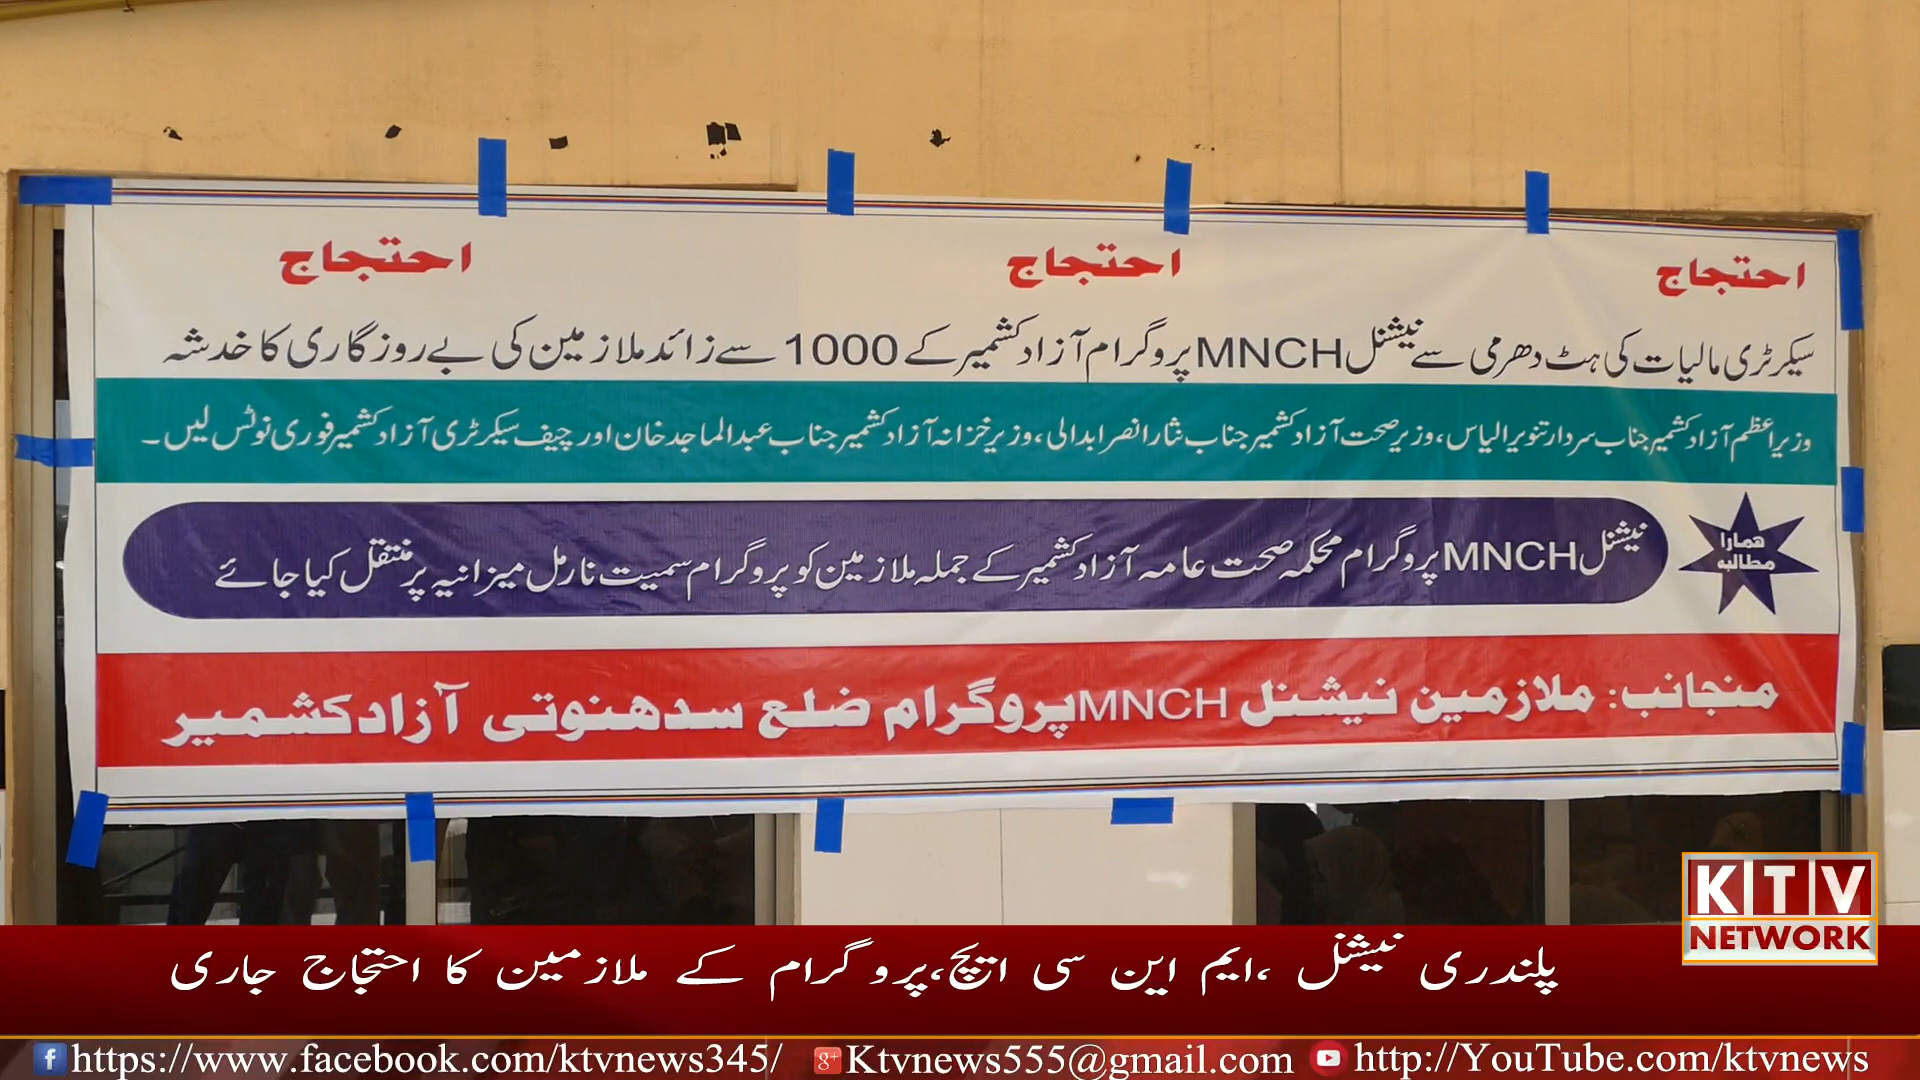 احتجاج احتجاج احتجاج
سیکرٹری مالیات کی ہٹ دھرمی سے نیشنل MNCH پروگرام آزاد کشمیر کے 1000 سے زائد ملازمین کی بے روزگاری کا خدشہ
وزیراعظم آزاد کشمیر جناب سردار تنویر الیاس، وزیر صحت آزاد کشمیر جناب نثار انصر ابدالی، وزیر خزانہ آزاد کشمیر جناب عبدالماجد خان اور چیف سیکرٹری آزاد کشمیر فوری نوٹس لیں۔
ھمارا
مطالبہ
نیشنل MNCH پروگرام محکمہ صحت عامہ آزاد کشمیر کے جملہ ملازمین کو پروگرام سمیت نارمل میزانیہ پر منتقل کیا جائے
منجانب: ملازمین نیشنل MNCH پروگرام ضلع سدھنوتی آزاد کشمیر
KTV
NETWORK
پلندری نیشنل ،ایم این سی ایچ،پروگرام کے ملازمین کا احتجاج جاری
https://www.facebook.com/ktvnews345/ Ktvnews555@gmail.com http://YouTube.com/ktvnews